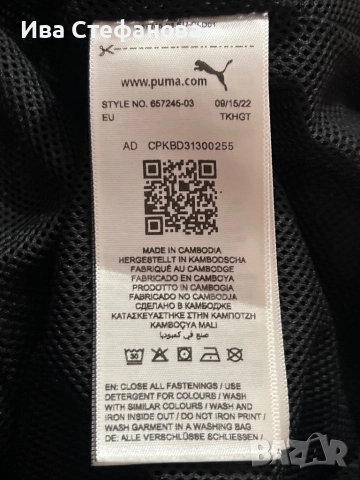 Ива Стефанова
www.puma.com
STYLE NO. 657245-03 09/15/22
EU TKHGT
AD CPKBD31300255
MADE IN CAMBODIA
HERGESTELLT IN KAMBODSCHA
FABRIQUÉ AU CAMBODGE
FABRICADO EN CAMBOYA
PRODOTTO IN CAMBOGIA
FABRICADO NO CAMBOJA
СДЕЛАНО В КАМБОДЖЕ
ΚΑΤΑΣΚΕΥΑΣΤΗΚΕ ΣΤΗΝ ΚΑΜΠΟΤΖΗ
KAMBOÇYA MALI
صنع في كمبوديا
EN: CLOSE ALL FASTENINGS / USE
DETERGENT FOR COLOURS / WASH
WITH SIMILAR COLOURS / WASH AND
IRON INSIDE OUT / DO NOT IRON PRINT /
WASH GARMENT IN A WASHING BAG
DE: ALLE VERSCHLÜSSE SCHLIESSEN /
BAZAR